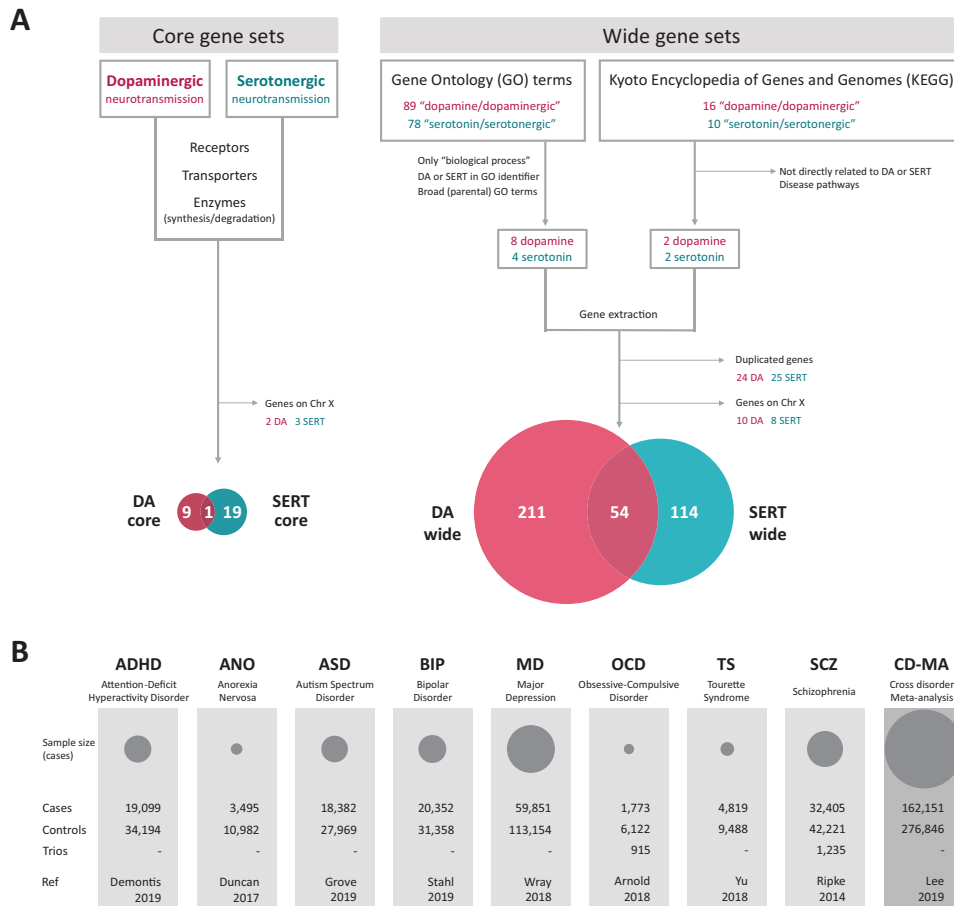 A
Core gene sets
Dopaminergic
neurotransmission
Serotonergic
neurotransmission
Receptors
Transporters
Enzymes
(synthesis/degradation)
Genes on Chr X
2 DA 3 SERT
DA
core
9 1 19
SERT
core
Wide gene sets
Gene Ontology (GO) terms
89 “dopamine/dopaminergic”
78 “serotonin/serotonergic”
Kyoto Encyclopedia of Genes and Genomes (KEGG)
16 “dopamine/dopaminergic”
10 “serotonin/serotonergic”
Only “biological process”
DA or SERT in GO identifier
Broad (parental) GO terms
Not directly related to DA or SERT
Disease pathways
8 dopamine
4 serotonin
2 dopamine
2 serotonin
Gene extraction
Duplicated genes
24 DA 25 SERT
Genes on Chr X
10 DA 8 SERT
DA
wide
211 54 114
SERT
wide
B
ADHD ANO ASD BIP MD OCD TS SCZ CD-MA
Attention-Deficit
Hyperactivity Disorder
Anorexia
Nervosa
Autism Spectrum
Disorder
Bipolar
Disorder
Major
Depression
Obsessive-Compulsive
Disorder
Tourette
Syndrome
Schizophrenia
Cross disorder
Meta-analysis
Sample size
(cases)
Cases 19,099 3,495 18,382 20,352 59,851 1,773 4,819 32,405 162,151
Controls 34,194 10,982 27,969 31,358 113,154 6,122 9,488 42,221 276,846
Trios - - - - - 915 - 1,235 -
Ref Demontis Duncan Grove Stahl Wray Arnold Yu Ripke Lee
2019 2017 2019 2019 2018 2018 2018 2014 2019